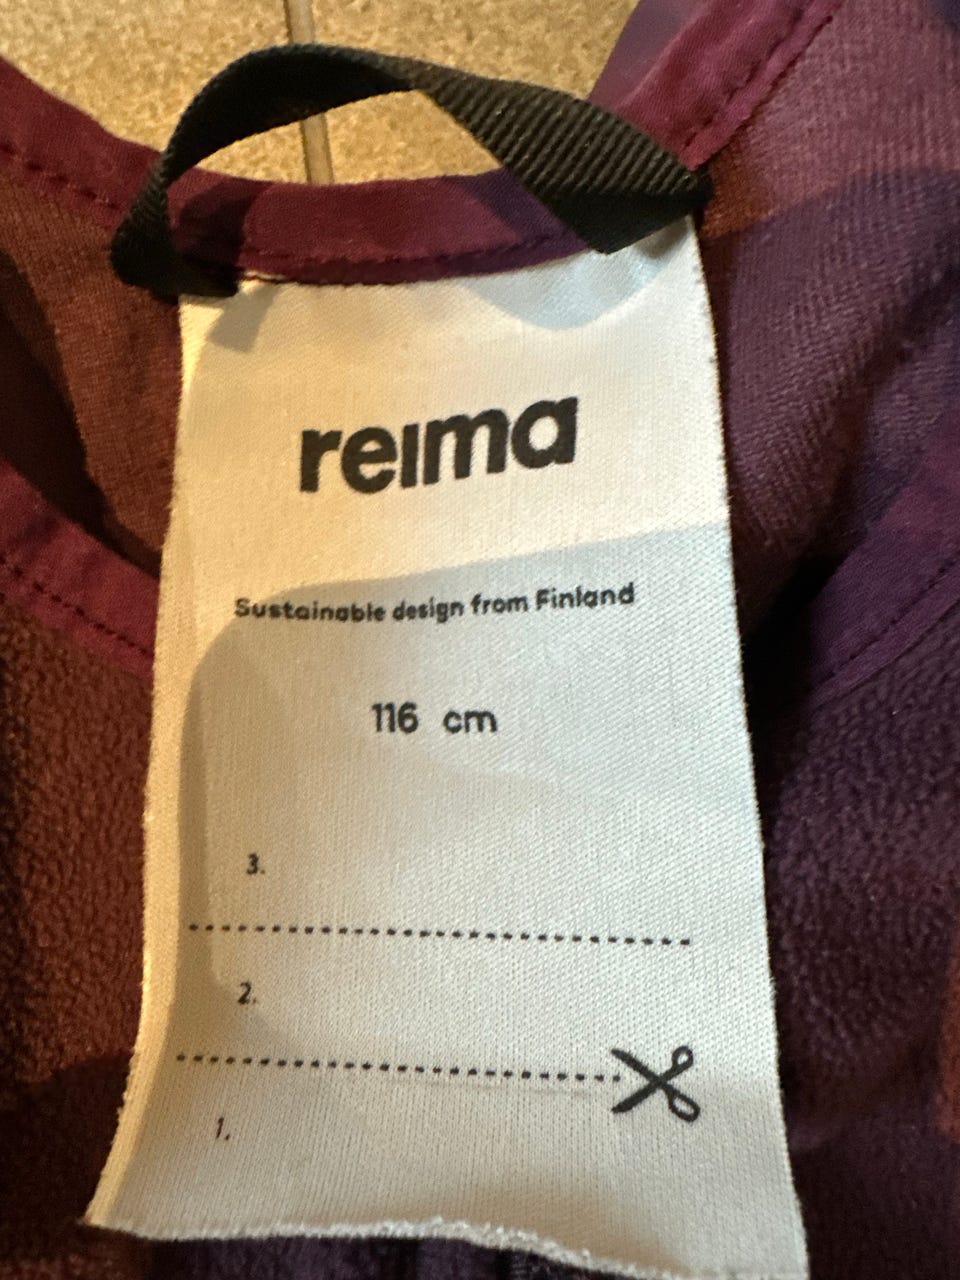 reima
Sustainable design from Finland
116 cm
3.
2.
1.